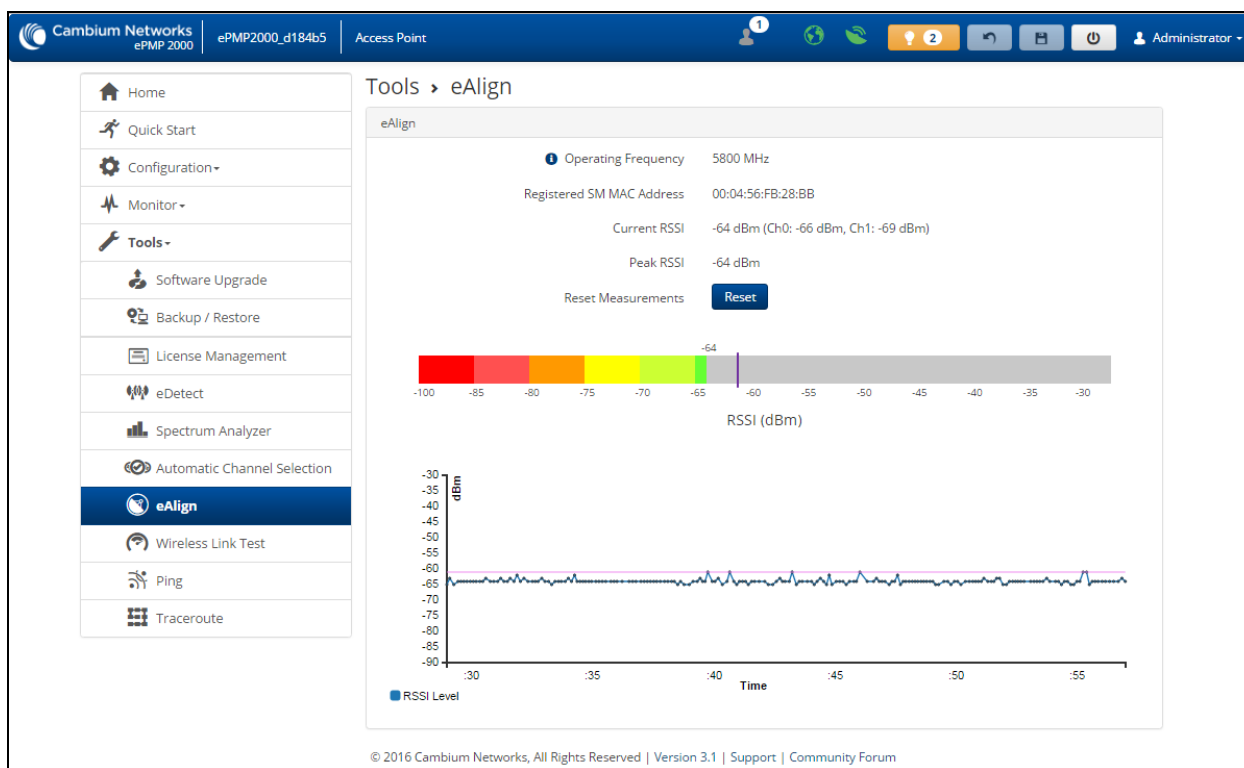 Cambium Networks
ePMP 2000
ePMP2000_d184b5
Access Point
1
2
Administrator
Home
Quick Start
Configuration
Monitor
Tools
Software Upgrade
Backup / Restore
License Management
eDetect
Spectrum Analyzer
Automatic Channel Selection
eAlign
Wireless Link Test
Ping
Traceroute
Tools › eAlign
eAlign
Operating Frequency 5800 MHz
Registered SM MAC Address 00:04:56:FB:28:BB
Current RSSI -64 dBm (Ch0: -66 dBm, Ch1: -69 dBm)
Peak RSSI -64 dBm
Reset Measurements Reset
-64
-100 -85 -80 -75 -70 -65 -60 -55 -50 -45 -40 -35 -30
RSSI (dBm)
dBm
-30
-35
-40
-45
-50
-55
-60
-65
-70
-75
-80
-85
-90
:30 :35 :40 :45 :50 :55
Time
RSSI Level
© 2016 Cambium Networks, All Rights Reserved | Version 3.1 | Support | Community Forum